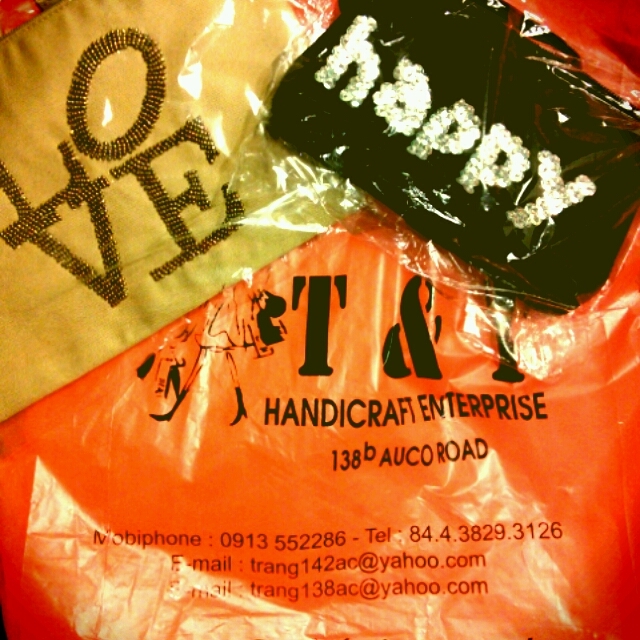 LO
VE
hanoi
T &
HANDICRAFT ENTERPRISE
138b AUCO ROAD
Mobiphone : 0913 552286 - Tel : 84.4.3829.3126
E-mail : trang142ac@yahoo.com
E-mail : trang138ac@yahoo.com